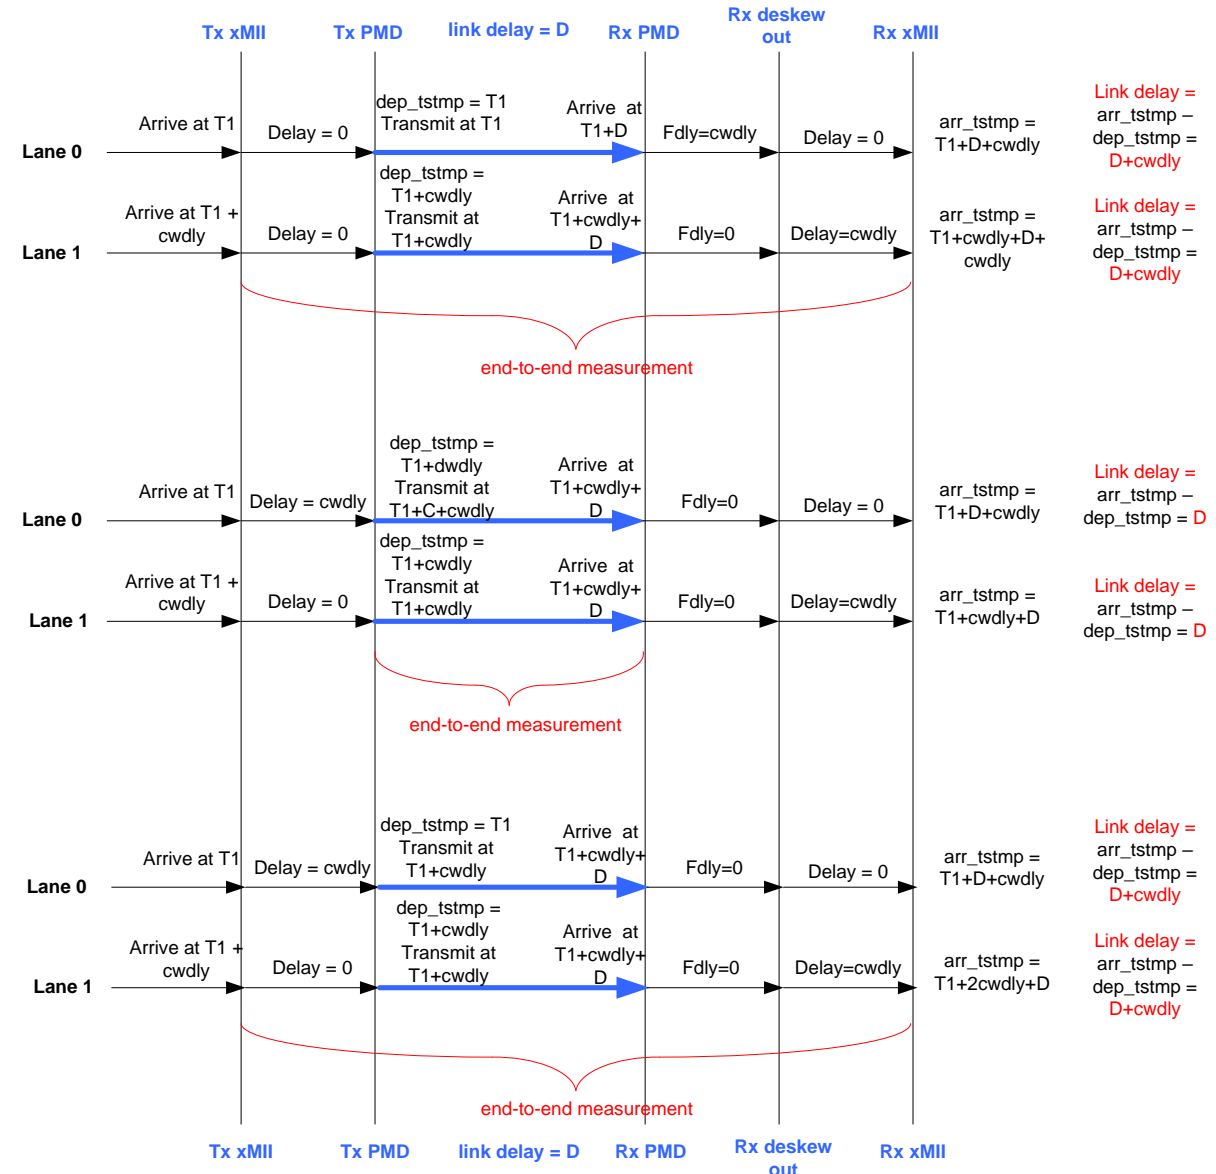 Tx xMII
Tx PMD
link delay = D
Rx PMD
Rx deskew
out
Rx xMII
Lane 0
Arrive at T1
Delay = 0
dep_tstmp = T1
Transmit at T1
Arrive at
T1+D
Fdly=cwdly
Delay = 0
arr_tstmp =
T1+D+cwdly
Link delay =
arr_tstmp –
dep_tstmp =
D+cwdly
Lane 1
Arrive at T1 +
cwdly
Delay = 0
dep_tstmp =
T1+cwdly
Transmit at
T1+cwdly
Arrive at
T1+cwdly+
D
Fdly=0
Delay=cwdly
arr_tstmp =
T1+cwdly+D+
cwdly
Link delay =
arr_tstmp –
dep_tstmp =
D+cwdly
end-to-end measurement
Lane 0
Arrive at T1
Delay = cwdly
dep_tstmp =
T1+dwdly
Transmit at
T1+C+cwdly
Arrive at
T1+cwdly+
D
Fdly=0
Delay = 0
arr_tstmp =
T1+D+cwdly
Link delay =
arr_tstmp –
dep_tstmp = D
Lane 1
Arrive at T1 +
cwdly
Delay = 0
dep_tstmp =
T1+cwdly
Transmit at
T1+cwdly
Arrive at
T1+cwdly+
D
Fdly=0
Delay=cwdly
arr_tstmp =
T1+cwdly+D
Link delay =
arr_tstmp –
dep_tstmp = D
end-to-end measurement
Lane 0
Arrive at T1
Delay = cwdly
dep_tstmp = T1
Transmit at
T1+cwdly
Arrive at
T1+cwdly+
D
Fdly=0
Delay = 0
arr_tstmp =
T1+D+cwdly
Link delay =
arr_tstmp –
dep_tstmp =
D+cwdly
Lane 1
Arrive at T1 +
cwdly
Delay = 0
dep_tstmp =
T1+cwdly
Transmit at
T1+cwdly
Arrive at
T1+cwdly+
D
Fdly=0
Delay=cwdly
arr_tstmp =
T1+2cwdly+D
Link delay =
arr_tstmp –
dep_tstmp =
D+cwdly
end-to-end measurement
Tx xMII
Tx PMD
link delay = D
Rx PMD
Rx deskew
out
Rx xMII